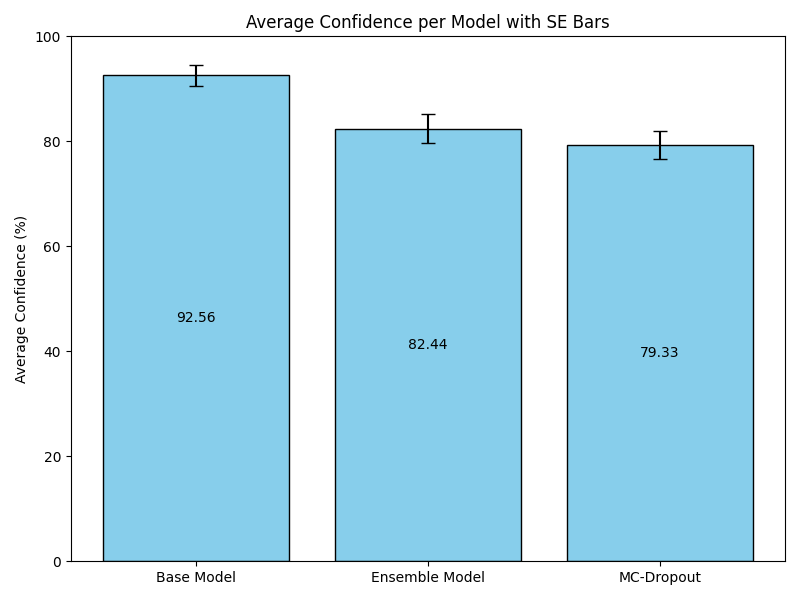 Average Confidence per Model with SE Bars
Average Confidence (%)
100
80
60
40
20
0
92.56
82.44
79.33
Base Model
Ensemble Model
MC-Dropout